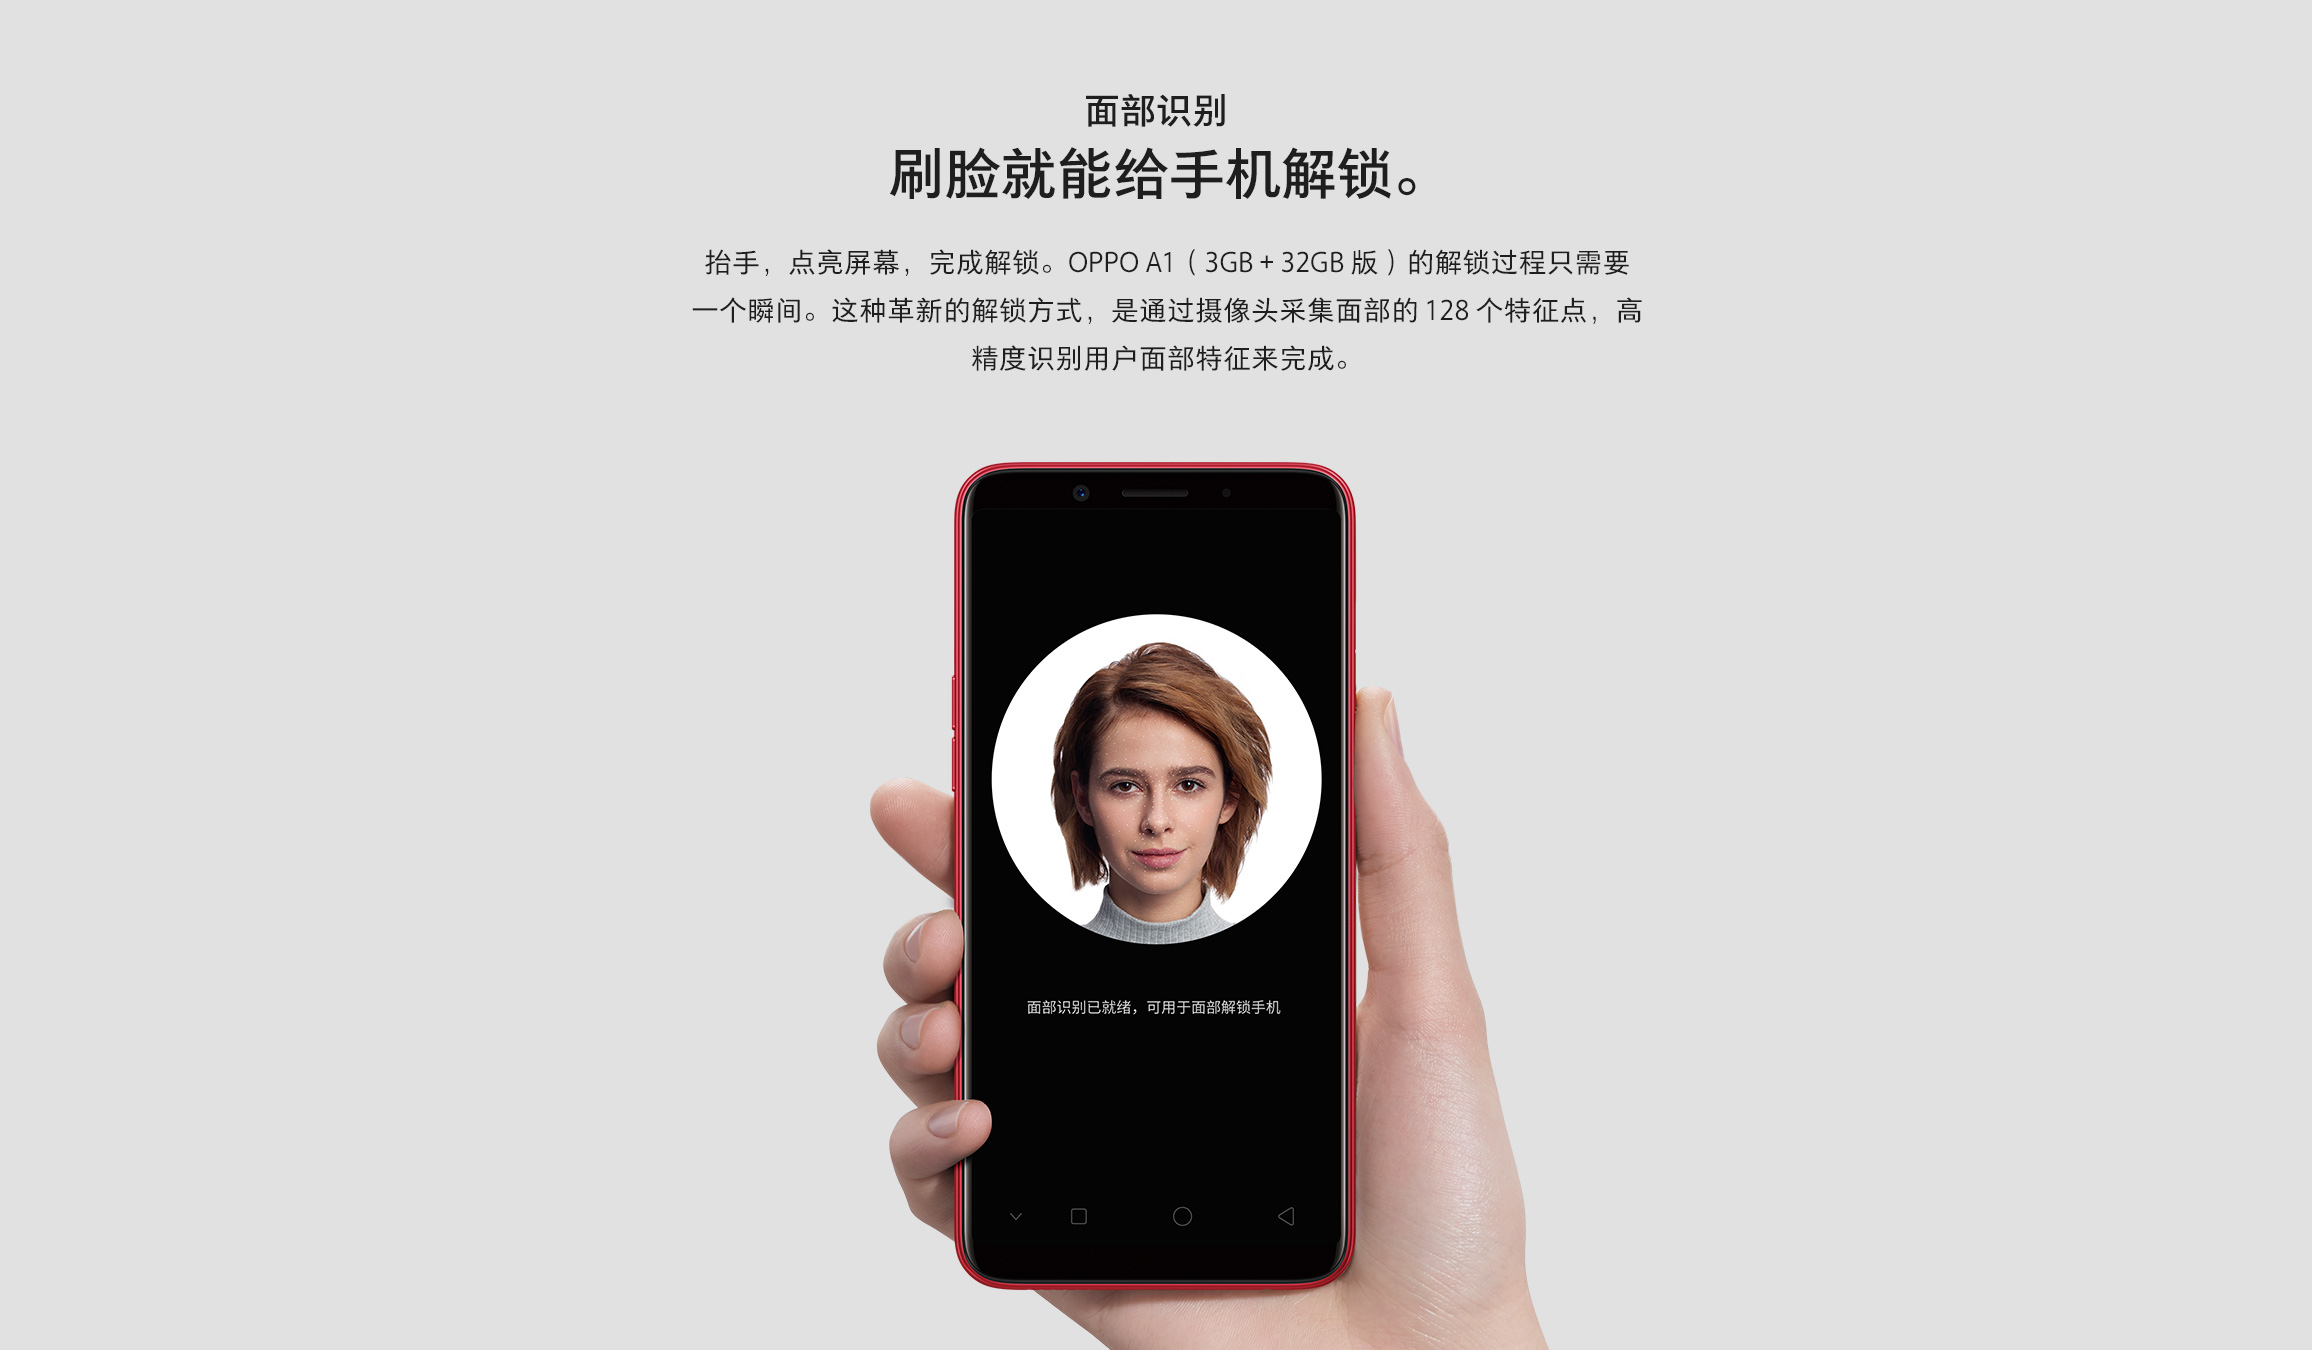 面部识别
刷脸就能给手机解锁。
抬手，点亮屏幕，完成解锁。OPPO A1（3GB + 32GB 版）的解锁过程只需要
一个瞬间。这种革新的解锁方式，是通过摄像头采集面部的 128 个特征点，高
精度识别用户面部特征来完成。
面部识别已就绪，可用于面部解锁手机